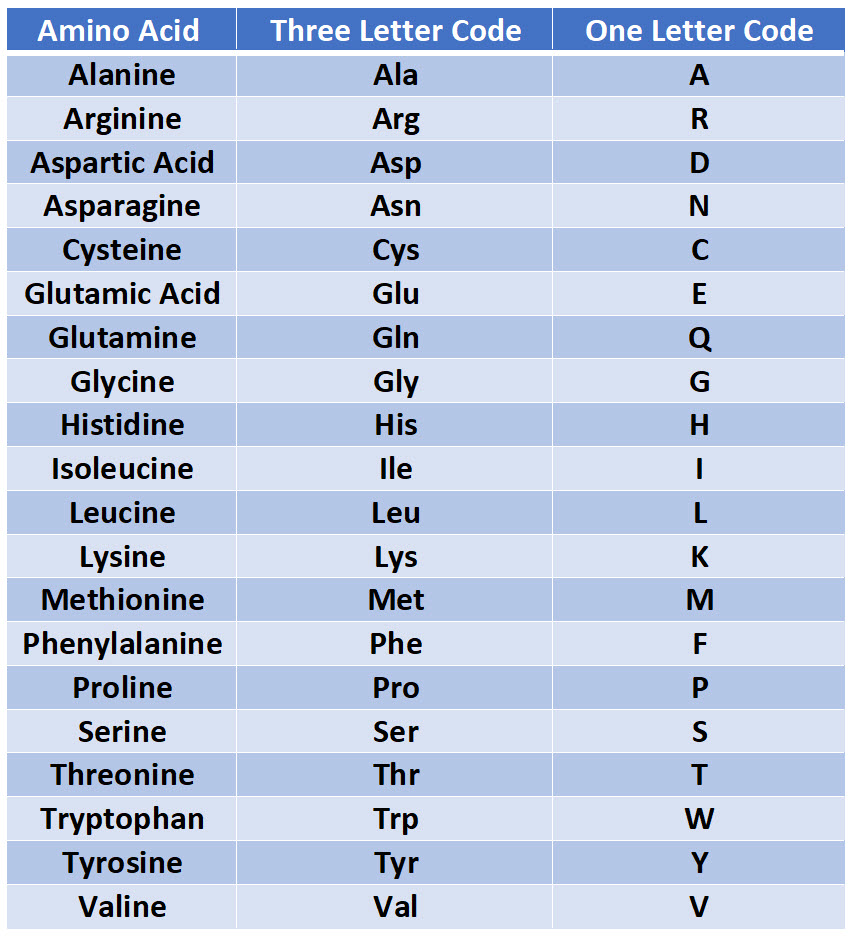 Amino Acid Three Letter Code One Letter Code
Alanine Ala A
Arginine Arg R
Aspartic Acid Asp D
Asparagine Asn N
Cysteine Cys C
Glutamic Acid Glu E
Glutamine Gln Q
Glycine Gly G
Histidine His H
Isoleucine Ile I
Leucine Leu L
Lysine Lys K
Methionine Met M
Phenylalanine Phe F
Proline Pro P
Serine Ser S
Threonine Thr T
Tryptophan Trp W
Tyrosine Tyr Y
Valine Val V